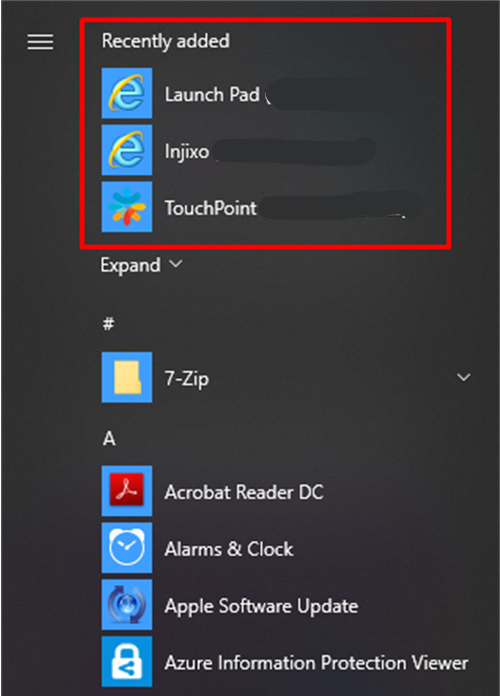 Recently added
Launch Pad
Injixo
TouchPoint
Expand
#
7-Zip
A
Acrobat Reader DC
Alarms & Clock
Apple Software Update
Azure Information Protection Viewer